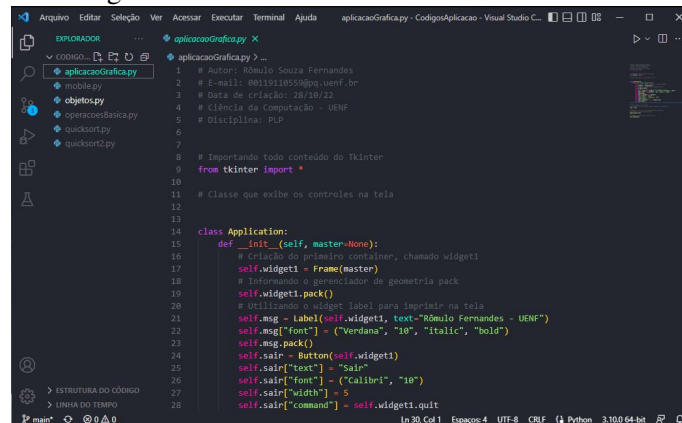 Arquivo Editar Seleção Ver Acessar Executar Terminal Ajuda aplicacaoGrafica.py - CodigosAplicacao - Visual Studio C...
EXPLORADOR ... aplicacaoGrafica.py
CODIGO...
aplicacaoGrafica.py
mobile.py
objetos.py
operacoesBasica.py
quicksort.py
quicksort2.py
ESTRUTURA DO CÓDIGO
LINHA DO TEMPO
aplicacaoGrafica.py > ...
1 # Autor: Rômulo Souza Fernandes
2 # E-mail: 00119110559@pq.uenf.br
3 # Data de criação: 28/10/22
4 # Ciência da Computação - UENF
5 # Disciplina: PLP
6
7
8 # Importando todo conteúdo do Tkinter
9 from tkinter import *
10
11 # Classe que exibe os controles na tela
12
13
14 class Application:
15 def __init__(self, master=None):
16 # Criação do primeiro container, chamado widget1
17 self.widget1 = Frame(master)
18 # Informando o gerenciador de geometria pack
19 self.widget1.pack()
20 # Utilizando o widget label para imprimir na tela
21 self.msg = Label(self.widget1, text="Rômulo Fernandes - UENF")
22 self.msg["font"] = ("Verdana", "10", "italic", "bold")
23 self.msg.pack()
24 self.sair = Button(self.widget1)
25 self.sair["text"] = "Sair"
26 self.sair["font"] = ("Calibri", "10")
27 self.sair["width"] = 5
28 self.sair["command"] = self.widget1.quit
main* 0 0 Ln 30, Col 1 Espaços: 4 UTF-8 CRLF Python 3.10.0 64-bit